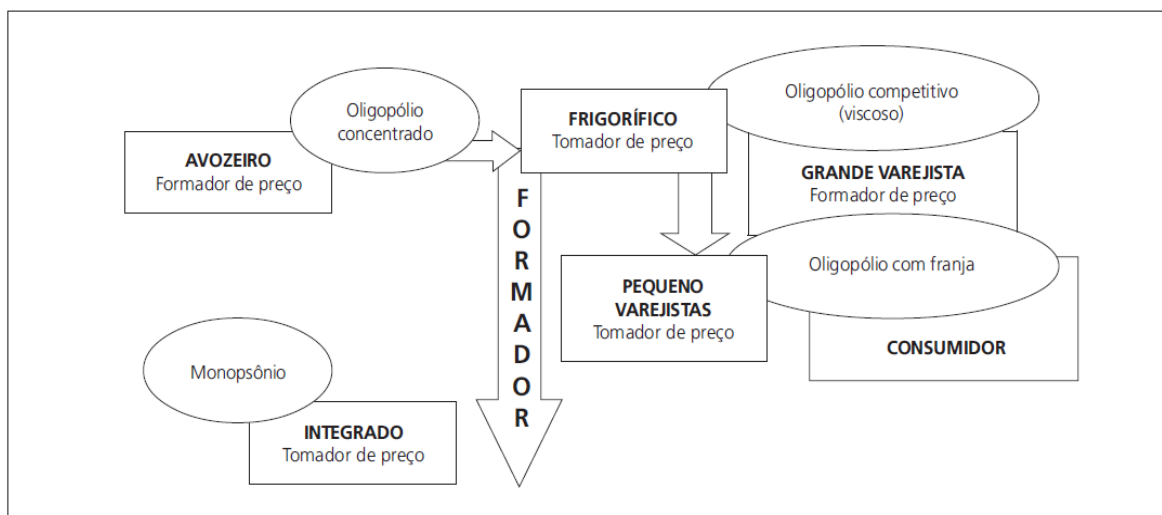 Oligopólio
concentrado
AVOZEIRO
Formador de preço
FRIGORÍFICO
Tomador de preço
Oligopólio competitivo
(viscoso)
GRANDE VAREJISTA
Formador de preço
FORMADOR
PEQUENO
VAREJISTAS
Tomador de preço
Oligopólio com franja
CONSUMIDOR
Monopsônio
INTEGRADO
Tomador de preço